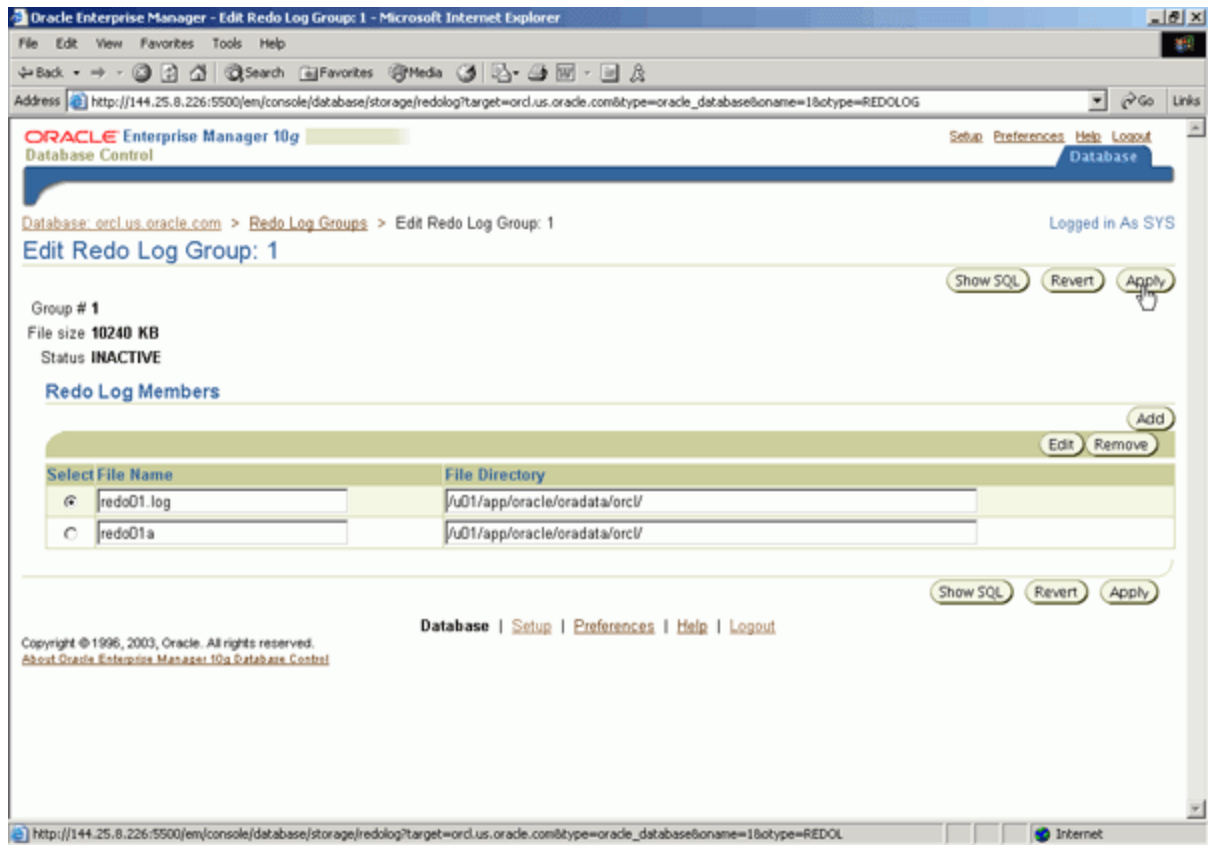 Oracle Enterprise Manager - Edit Redo Log Group: 1 - Microsoft Internet Explorer
File Edit View Favorites Tools Help
Back Search Favorites Media
Address http://144.25.8.226:5500/em/console/database/storage/redolog?target=orcl.us.oracle.com&type=oracle_database&oname=1&otype=REDOLOG Go Links
ORACLE Enterprise Manager 10g
Database Control
Setup Preferences Help Logout
Database
Database: orcl.us.oracle.com > Redo Log Groups > Edit Redo Log Group: 1 Logged in As SYS
Edit Redo Log Group: 1
Show SQL Revert Apply
Group # 1
File size 10240 KB
Status INACTIVE
Redo Log Members
Add
Edit Remove
Select File Name File Directory
redo01.log /u01/app/oracle/oradata/orcl/
redo01a /u01/app/oracle/oradata/orcl/
Show SQL Revert Apply
Database | Setup | Preferences | Help | Logout
Copyright © 1996, 2003, Oracle. All rights reserved.
About Oracle Enterprise Manager 10g Database Control
http://144.25.8.226:5500/em/console/database/storage/redolog?target=orcl.us.oracle.com&type=oracle_database&oname=1&otype=REDOL Internet